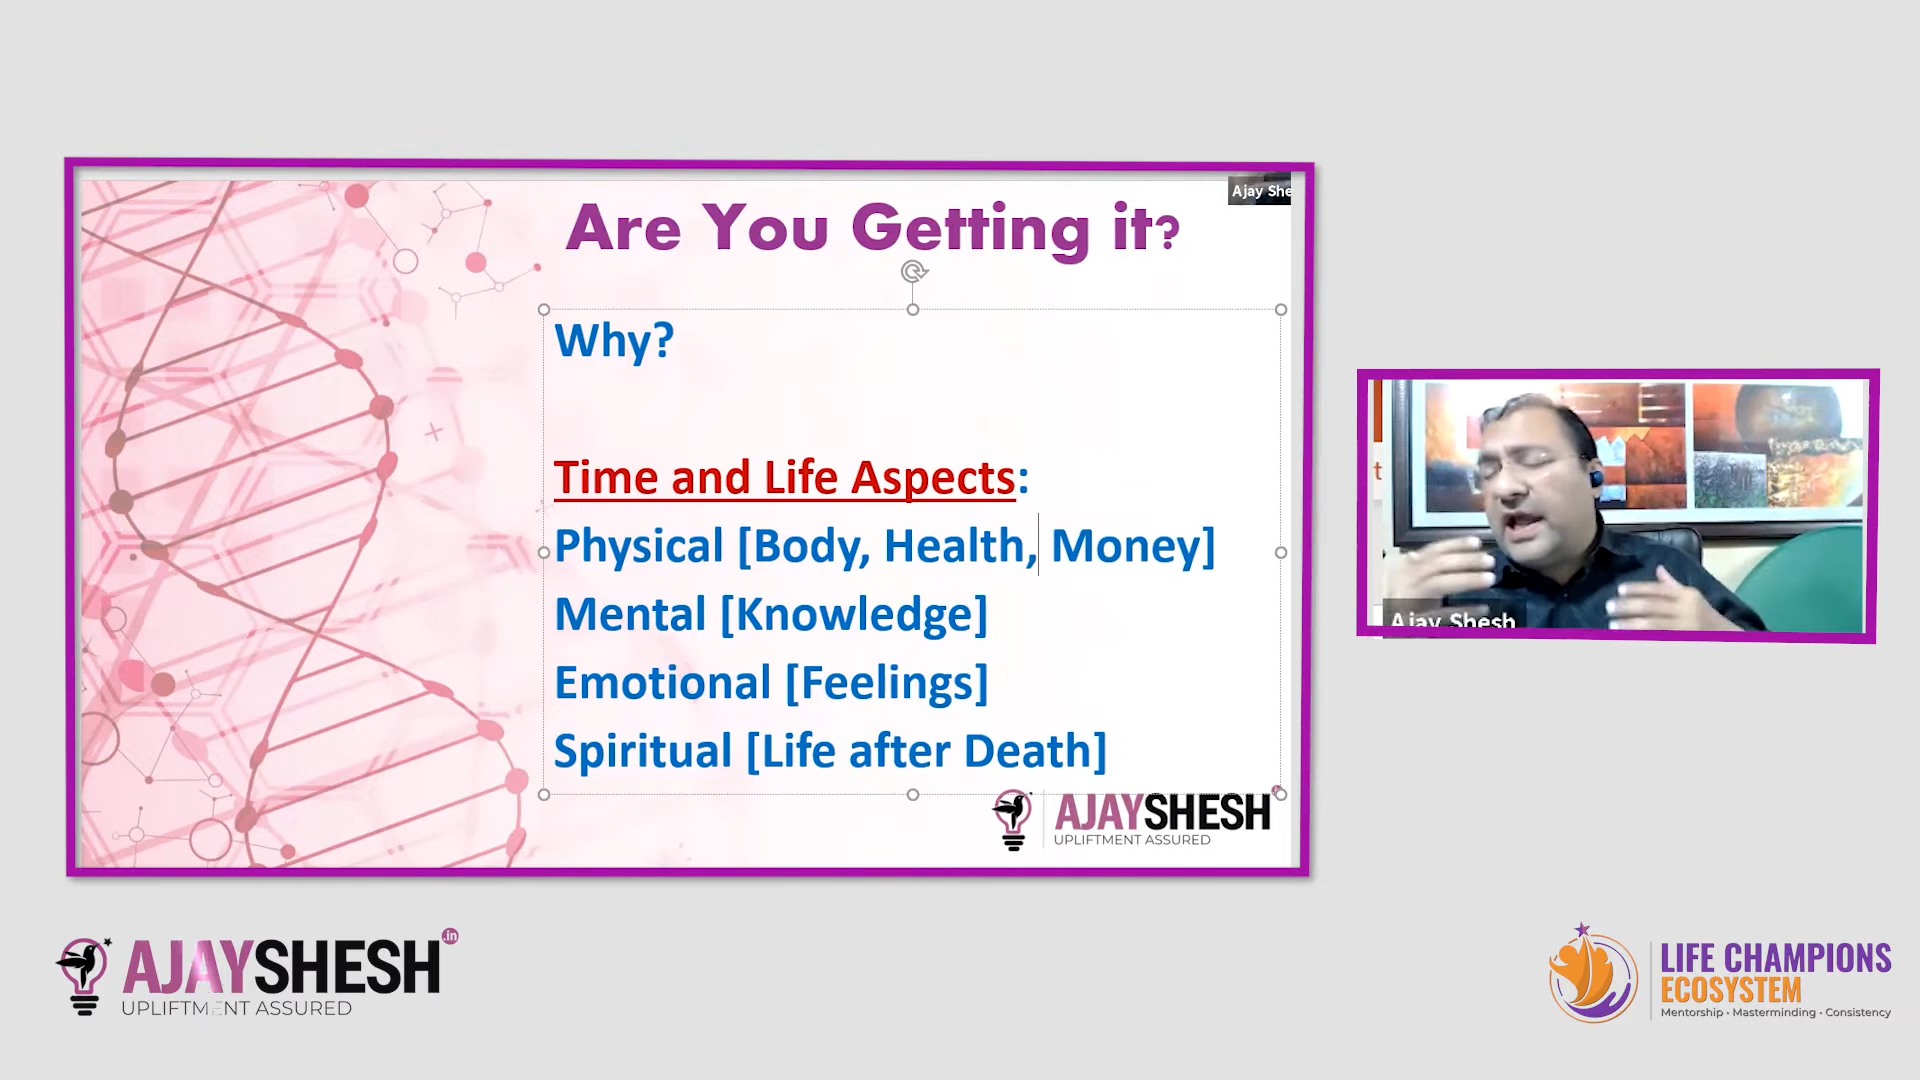 Are You Getting it?
Ajay She
Why?
Time and Life Aspects:
Physical [Body, Health, Money]
Mental [Knowledge]
Emotional [Feelings]
Spiritual [Life after Death]
AJAYSHESH
UPLIFTMENT ASSURED
t
Ajay Shesh
AJAYSHESH.in
UPLIFTMENT ASSURED
LIFE CHAMPIONS
ECOSYSTEM
Mentorship • Masterminding • Consistency